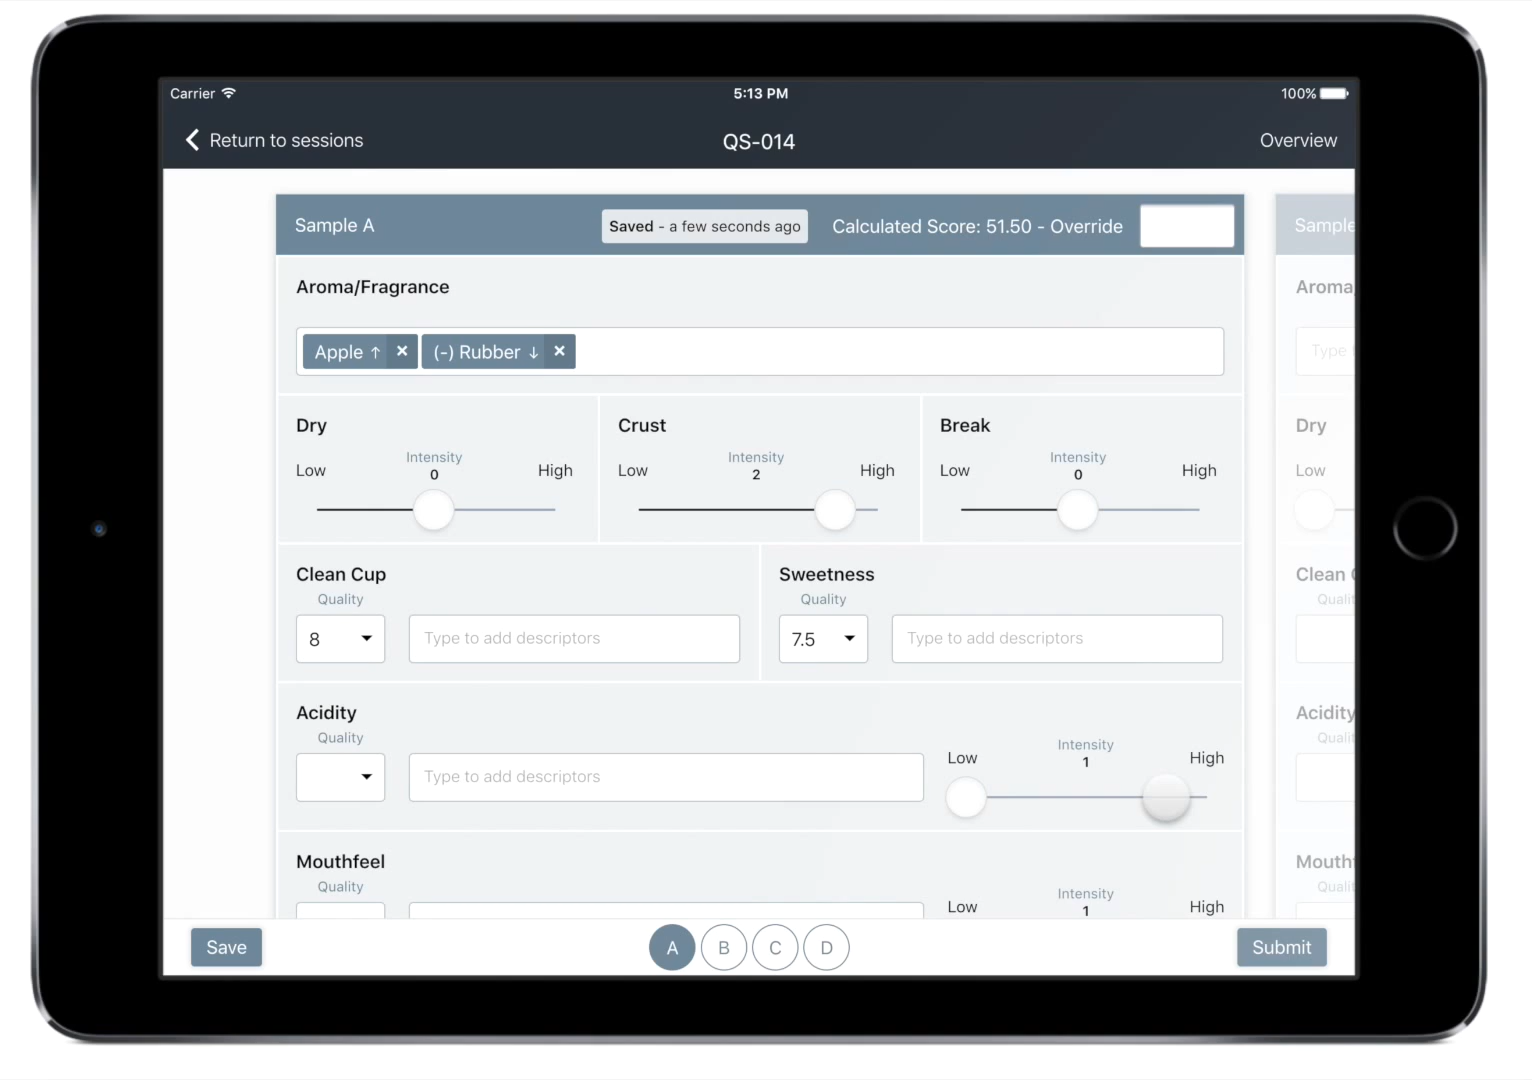 Carrier 5:13 PM 100%
Return to sessions QS-014 Overview
Sample A Saved - a few seconds ago Calculated Score: 51.50 - Override Sample
Aroma/Fragrance Aroma
Apple ↑ × (-) Rubber ↓ × Type
Dry Crust Break Dry
Intensity Intensity Intensity
Low 0 High Low 2 High Low 0 High Low
Clean Cup Sweetness Clean
Quality Quality Qualit
8 Type to add descriptors 7.5 Type to add descriptors
Acidity Acidity
Quality Intensity Qualit
Low 1 High
Type to add descriptors
Mouthfeel Mouth
Quality Intensity Qualit
Low 1 High
Save A B C D Submit